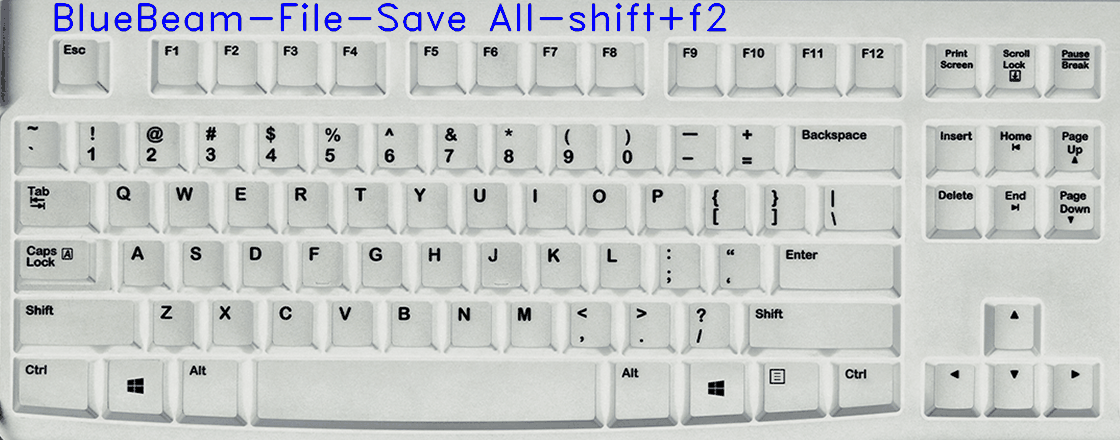 BlueBeam-File-Save All-shift+f2
Esc F1 F2 F3 F4 F5 F6 F7 F8 F9 F10 F11 F12 Print Screen Scroll Lock Pause Break
~ ` ! 1 @ 2 # 3 $ 4 % 5 ^ 6 & 7 * 8 ( 9 ) 0 — – + = Backspace Insert Home Page Up
Tab Q W E R T Y U I O P { [ } ] | \ Delete End Page Down
Caps Lock A S D F G H J K L : ; “ ‘ Enter
Shift Z X C V B N M < , > . ? / Shift
Ctrl Alt Alt Ctrl